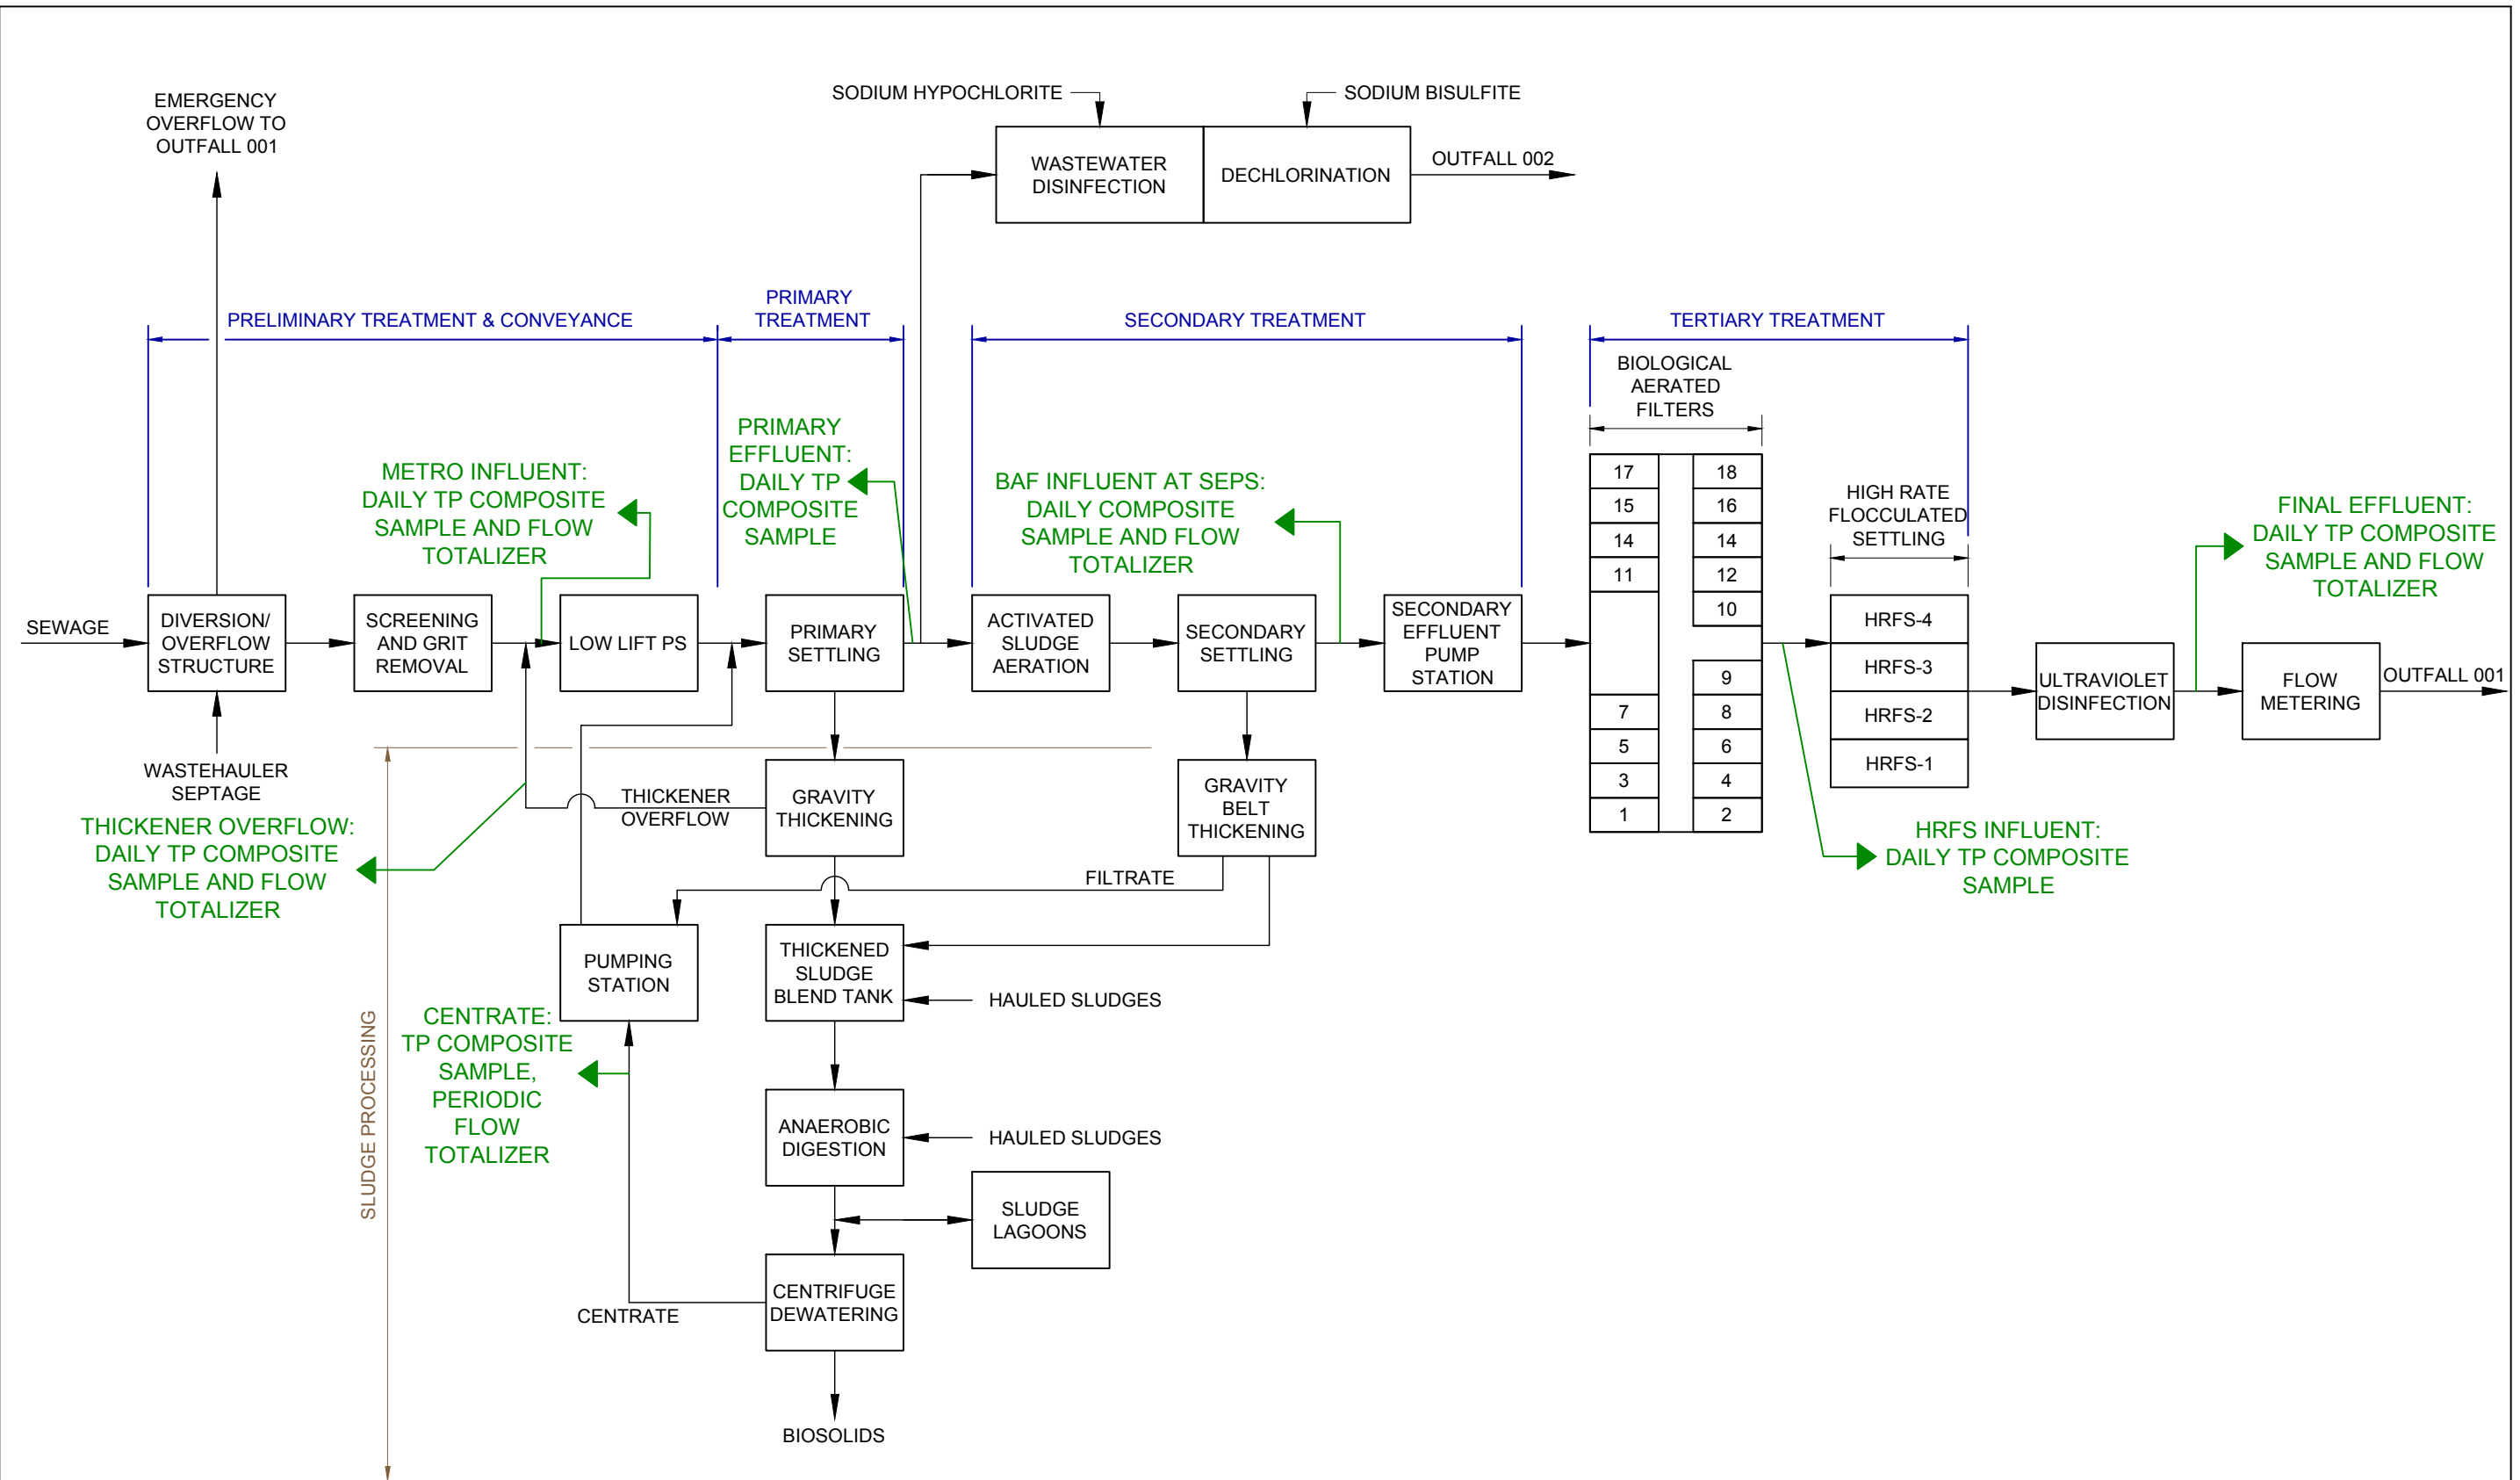 EMERGENCY
OVERFLOW TO
OUTFALL 001
SODIUM HYPOCHLORITE
SODIUM BISULFITE
WASTEWATER
DISINFECTION
DECHLORINATION
OUTFALL 002
PRELIMINARY TREATMENT & CONVEYANCE
PRIMARY
TREATMENT
SECONDARY TREATMENT
TERTIARY TREATMENT
BIOLOGICAL
AERATED
FILTERS
METRO INFLUENT:
DAILY TP COMPOSITE
SAMPLE AND FLOW
TOTALIZER
PRIMARY
EFFLUENT:
DAILY TP
COMPOSITE
SAMPLE
BAF INFLUENT AT SEPS:
DAILY COMPOSITE
SAMPLE AND FLOW
TOTALIZER
HIGH RATE
FLOCCULATED
SETTLING
FINAL EFFLUENT:
DAILY TP COMPOSITE
SAMPLE AND FLOW
TOTALIZER
SEWAGE
DIVERSION/
OVERFLOW
STRUCTURE
SCREENING
AND GRIT
REMOVAL
LOW LIFT PS
PRIMARY
SETTLING
ACTIVATED
SLUDGE
AERATION
SECONDARY
SETTLING
SECONDARY
EFFLUENT
PUMP
STATION
17
18
15
16
14
14
11
12
10
9
7
8
5
6
3
4
1
2
HRFS-4
HRFS-3
HRFS-2
HRFS-1
ULTRAVIOLET
DISINFECTION
FLOW
METERING
OUTFALL 001
WASTEHAULER
SEPTAGE
THICKENER OVERFLOW:
DAILY TP COMPOSITE
SAMPLE AND FLOW
TOTALIZER
THICKENER
OVERFLOW
GRAVITY
THICKENING
GRAVITY
BELT
THICKENING
HRFS INFLUENT:
DAILY TP COMPOSITE
SAMPLE
FILTRATE
PUMPING
STATION
THICKENED
SLUDGE
BLEND TANK
HAULED SLUDGES
CENTRATE:
TP COMPOSITE
SAMPLE,
PERIODIC
FLOW
TOTALIZER
SLUDGE PROCESSING
ANAEROBIC
DIGESTION
HAULED SLUDGES
SLUDGE
LAGOONS
CENTRIFUGE
DEWATERING
CENTRATE
BIOSOLIDS